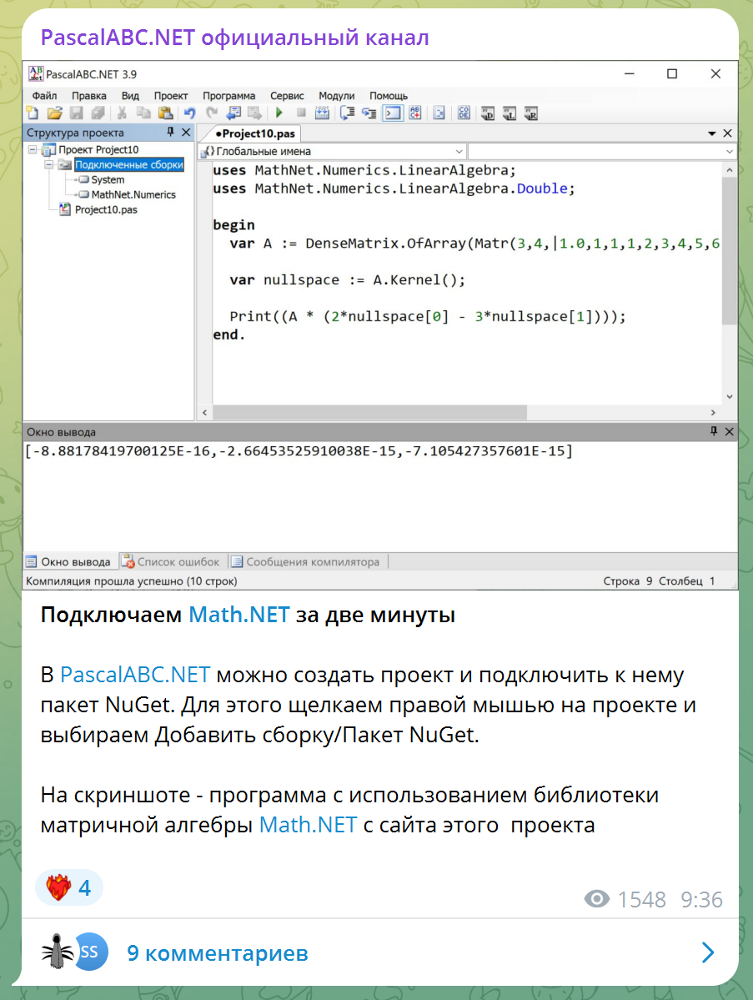 PascalABC.NET официальный канал
PascalABC.NET 3.9
Файл Правка Вид Проект Программа Сервис Модули Помощь
Структура проекта
•Project10.pas
Проект Project10
Глобальные имена
Подключенные сборки
System
MathNet.Numerics
Project10.pas
uses MathNet.Numerics.LinearAlgebra;
uses MathNet.Numerics.LinearAlgebra.Double;
begin
var A := DenseMatrix.OfArray(Matr(3,4,|1.0,1,1,1,2,3,4,5,6
var nullspace := A.Kernel();
Print((A * (2*nullspace[0] - 3*nullspace[1])));
end.
Окно вывода
[-8.88178419700125E-16,-2.66453525910038E-15,-7.105427357601E-15]
Окно вывода Список ошибок Сообщения компилятора
Компиляция прошла успешно (10 строк) Строка 9 Столбец 1
Подключаем Math.NET за две минуты
В PascalABC.NET можно создать проект и подключить к нему
пакет NuGet. Для этого щелкаем правой мышью на проекте и
выбираем Добавить сборку/Пакет NuGet.
На скриншоте - программа с использованием библиотеки
матричной алгебры Math.NET с сайта этого проекта
4
1548 9:36
SS 9 комментариев